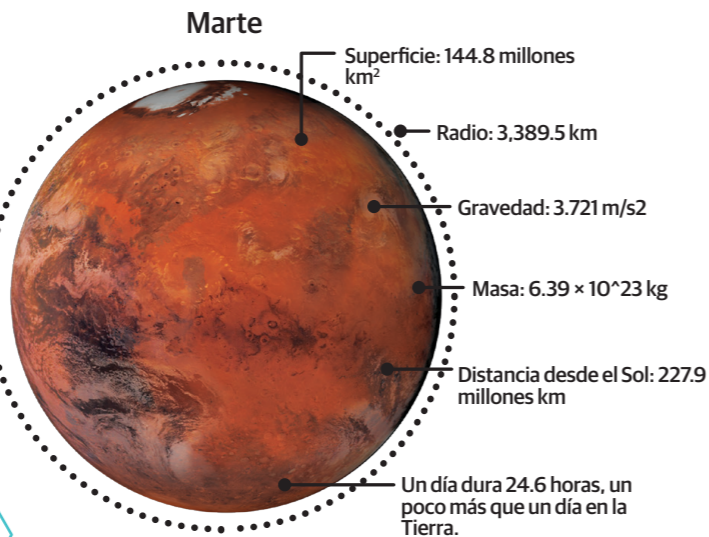 Marte
Superficie: 144.8 millones
km²
Radio: 3,389.5 km
Gravedad: 3.721 m/s2
Masa: 6.39 × 10^23 kg
Distancia desde el Sol: 227.9
millones km
Un día dura 24.6 horas, un
poco más que un día en la
Tierra.